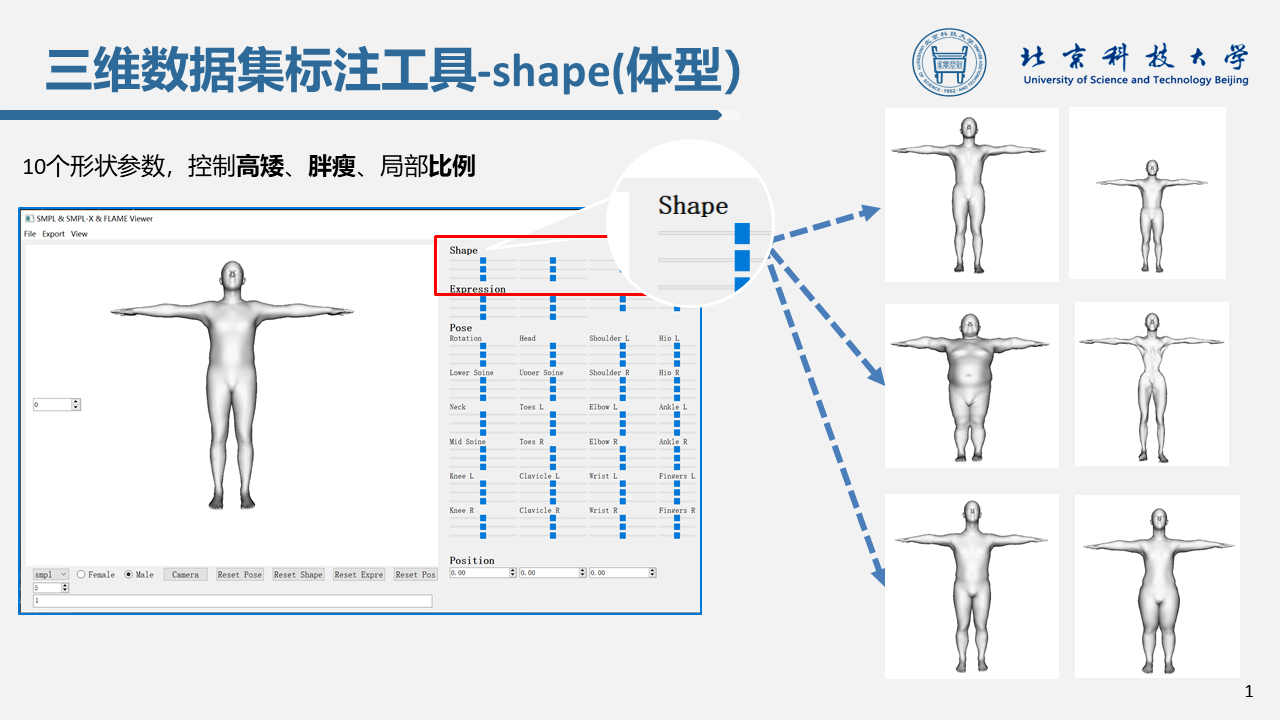 三维数据集标注工具-shape(体型）
北京科技大学
University of Science and Technology Beijing
10个形状参数，控制高矮、胖瘦、局部比例
SMPL & SMPL-X & FLAME Viewer
File Export View
Shape
Shape
Expression
Pose
Rotation Head Shoulder L Hip L
Lower Spine Upper Spine Shoulder R Hip R
Neck Toes L Elbow L Ankle L
Mid Spine Toes R Elbow R Ankle R
Knee L Clavicle L Wrist L Fingers L
Knee R Clavicle R Wrist R Fingers R
0
Position
0.00 0.00 0.00
smpl Female Male Camera Reset Pose Reset Shape Reset Expre Reset Pos
5
1
1